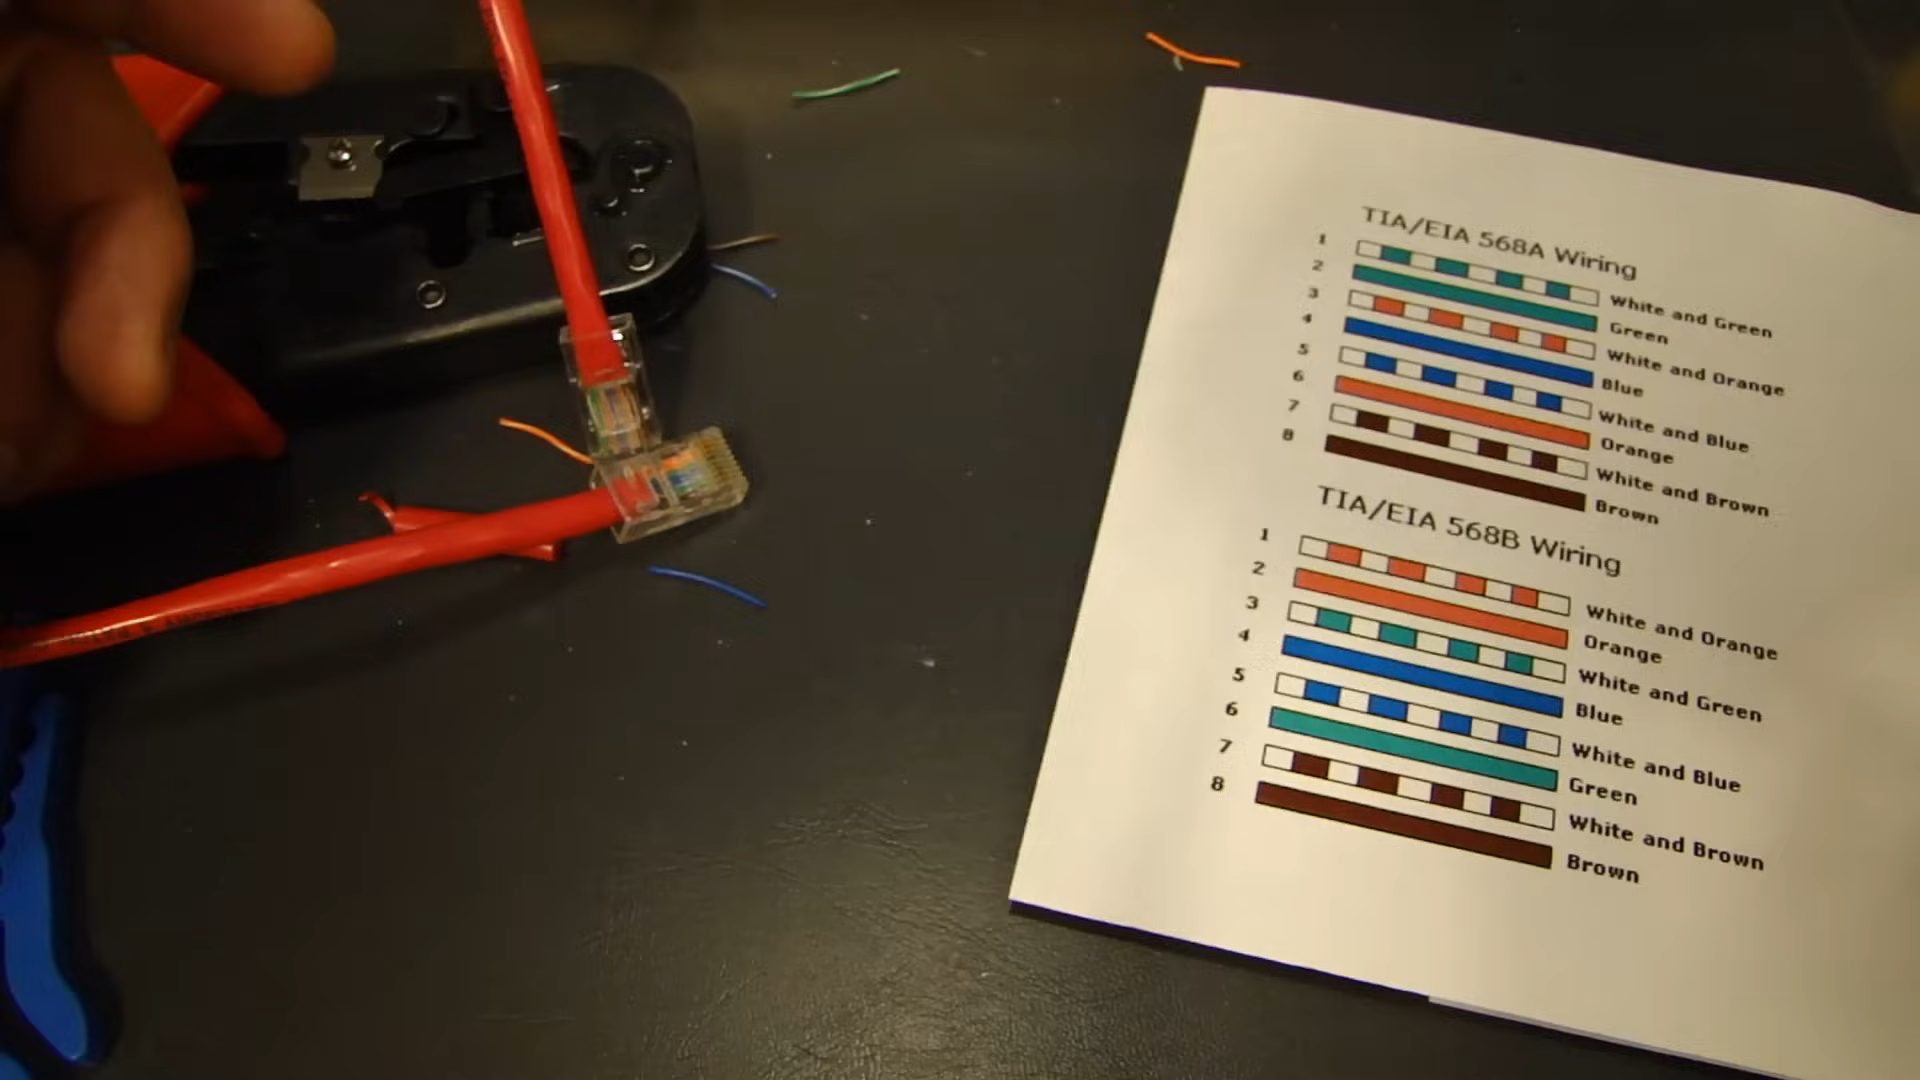 TIA/EIA 568A Wiring
1 White and Green
2 Green
3 White and Orange
4 Blue
5 White and Blue
6 Orange
7 White and Brown
8 Brown
TIA/EIA 568B Wiring
1 White and Orange
2 Orange
3 White and Green
4 Blue
5 White and Blue
6 Green
7 White and Brown
8 Brown